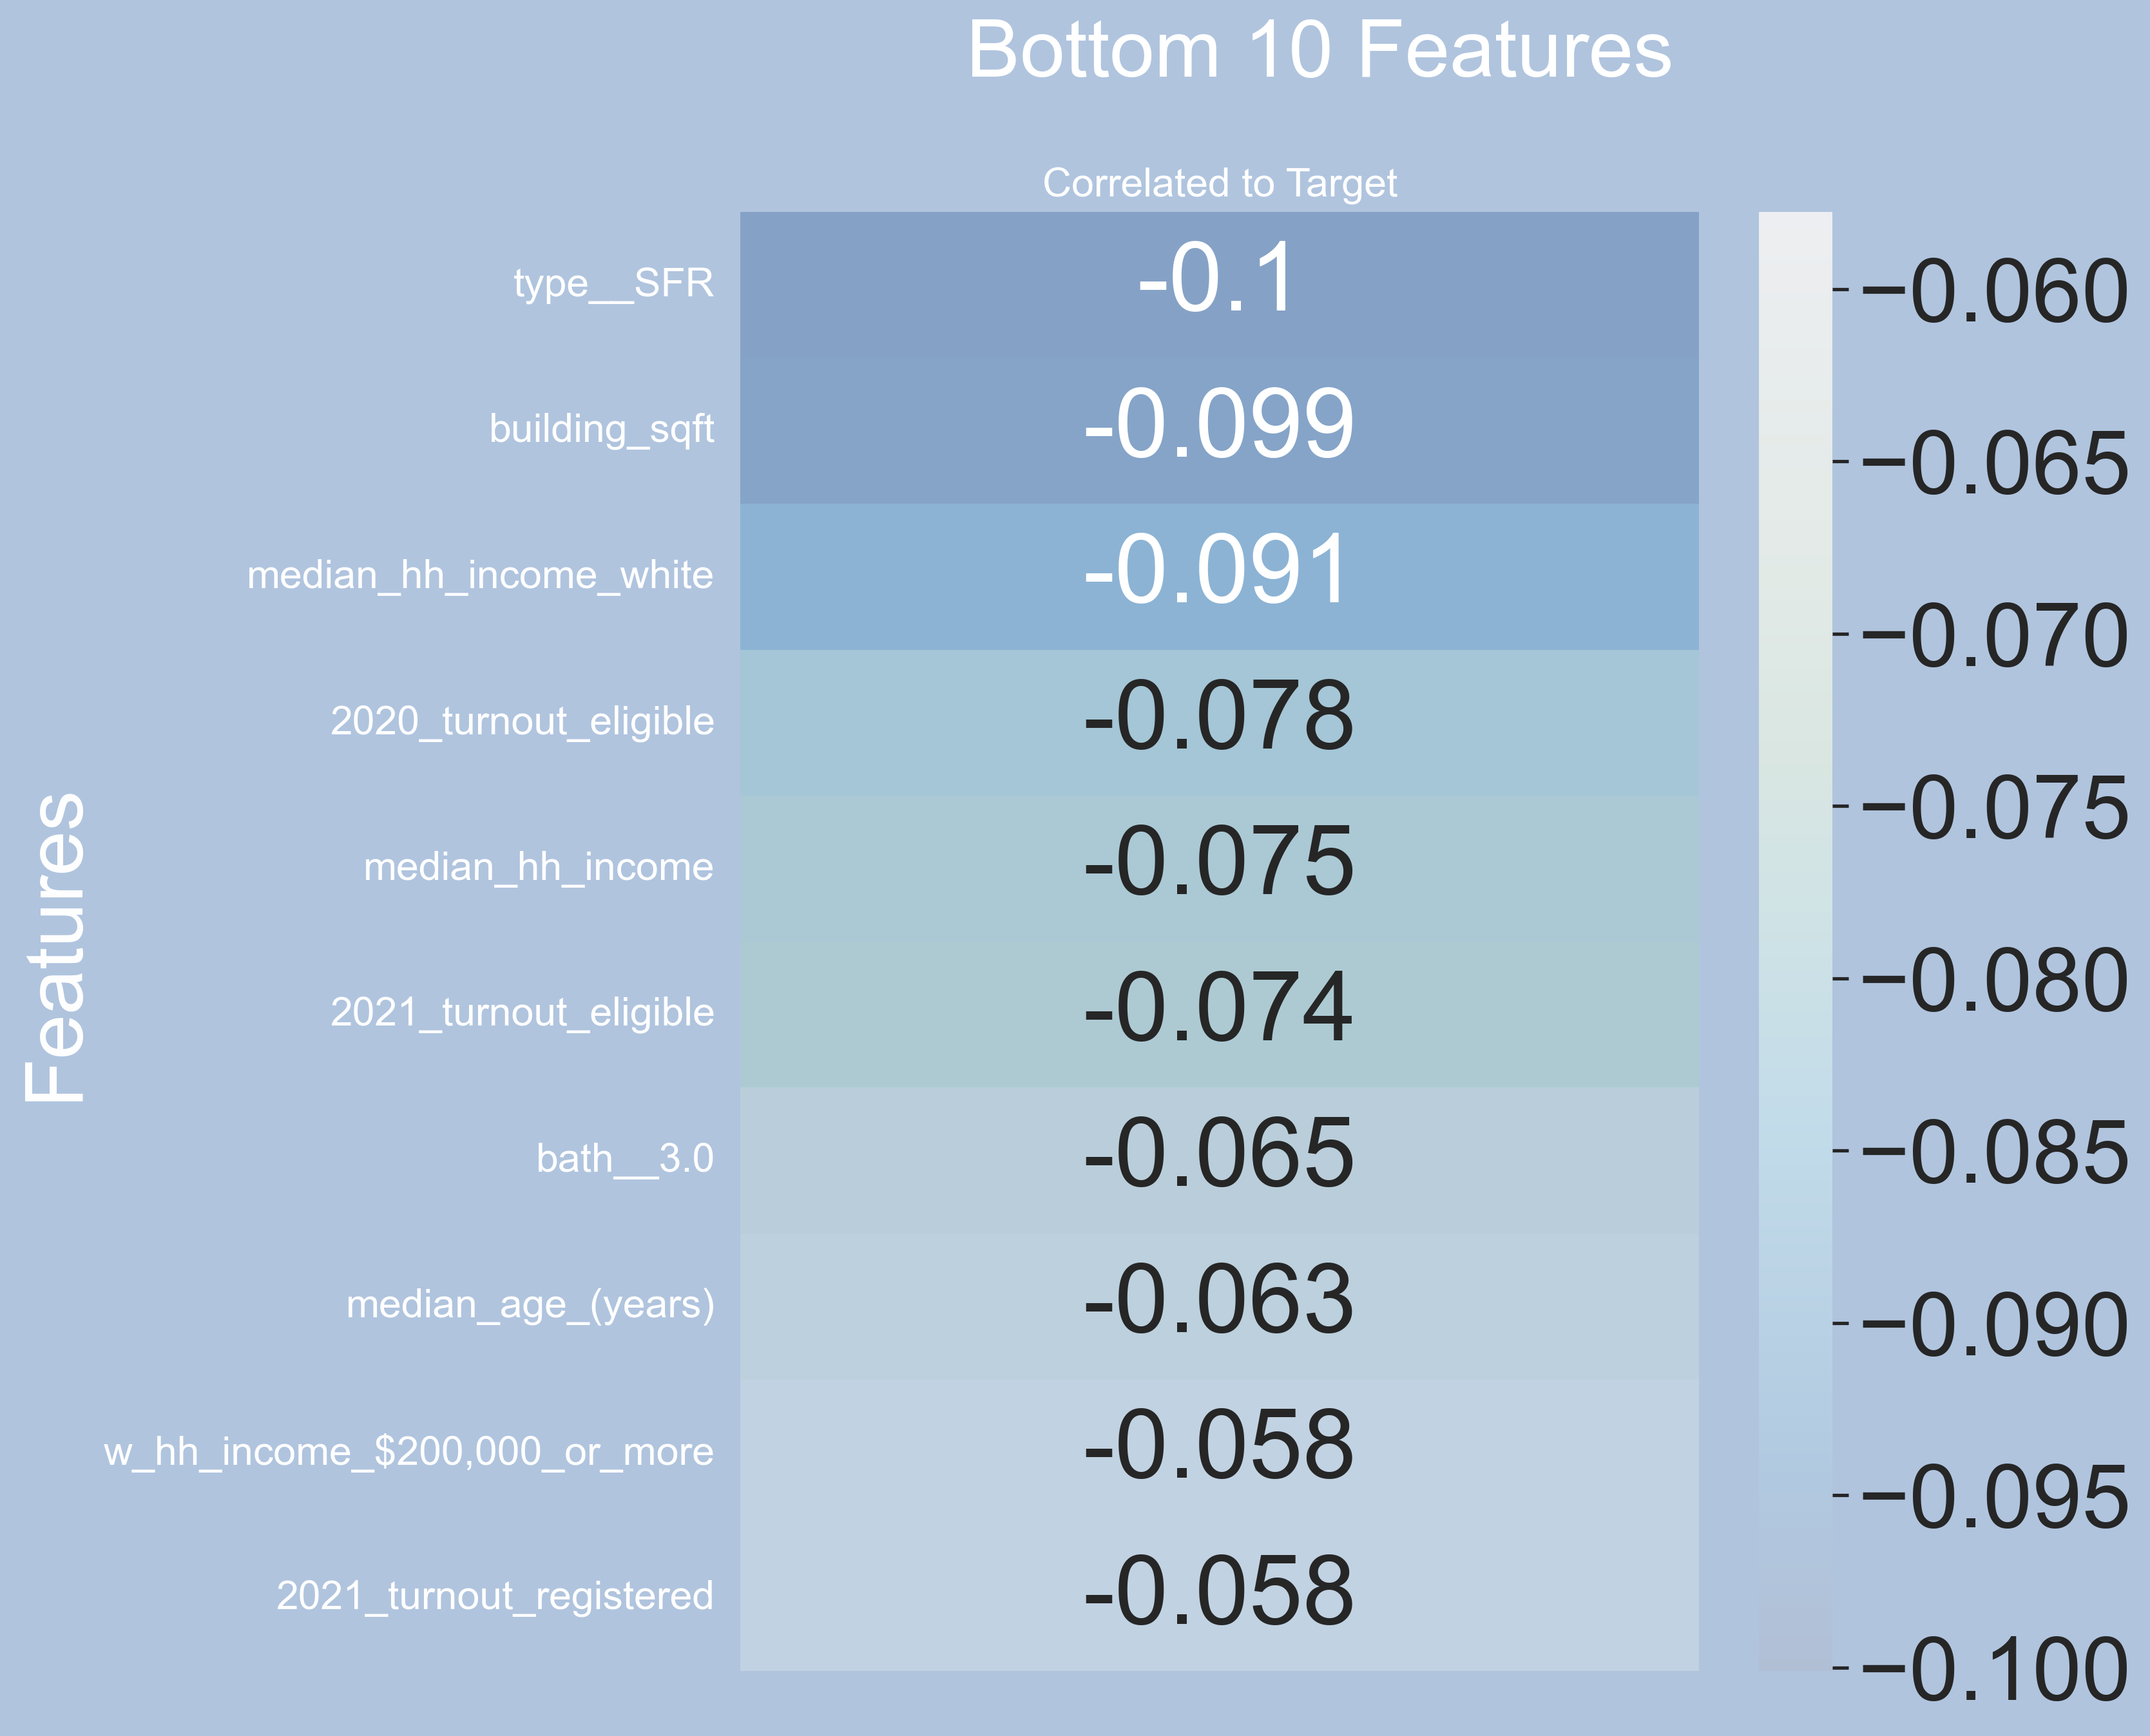 Bottom 10 Features
Correlated to Target
Features
type__SFR -0.1
building_sqft -0.099
median_hh_income_white -0.091
2020_turnout_eligible -0.078
median_hh_income -0.075
2021_turnout_eligible -0.074
bath__3.0 -0.065
median_age_(years) -0.063
w_hh_income_$200,000_or_more -0.058
2021_turnout_registered -0.058
−0.060
−0.065
−0.070
−0.075
−0.080
−0.085
−0.090
−0.095
−0.100